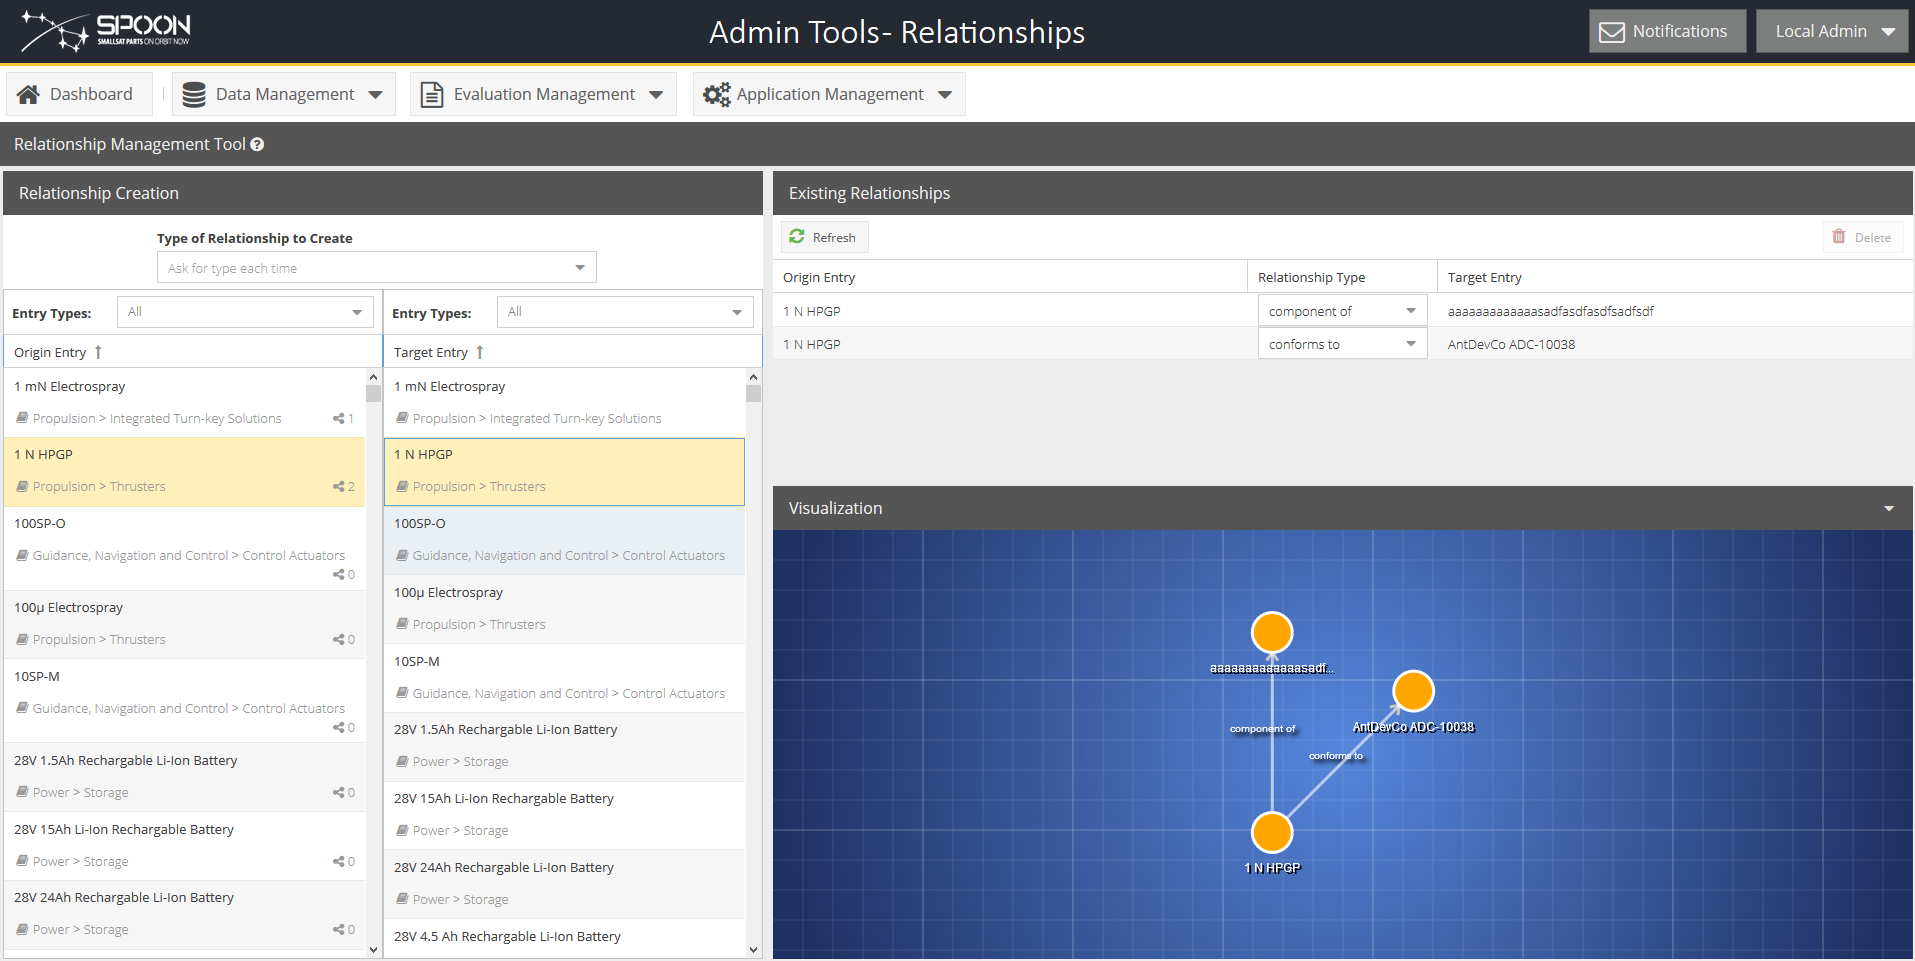 SPOON
SMALLSAT PARTS ON ORBIT NOW
Admin Tools- Relationships
Notifications
Local Admin
Dashboard
Data Management
Evaluation Management
Application Management
Relationship Management Tool
Relationship Creation
Type of Relationship to Create
Ask for type each time
Entry Types: All
Origin Entry
1 mN Electrospray
Propulsion > Integrated Turn-key Solutions 1
1 N HPGP
Propulsion > Thrusters 2
100SP-O
Guidance, Navigation and Control > Control Actuators
0
100µ Electrospray
Propulsion > Thrusters 0
10SP-M
Guidance, Navigation and Control > Control Actuators
0
28V 1.5Ah Rechargable Li-Ion Battery
Power > Storage 0
28V 15Ah Li-Ion Rechargable Battery
Power > Storage 0
28V 24Ah Rechargable Li-Ion Battery
Power > Storage 0
Entry Types: All
Target Entry
1 mN Electrospray
Propulsion > Integrated Turn-key Solutions
1 N HPGP
Propulsion > Thrusters
100SP-O
Guidance, Navigation and Control > Control Actuators
100µ Electrospray
Propulsion > Thrusters
10SP-M
Guidance, Navigation and Control > Control Actuators
28V 1.5Ah Rechargable Li-Ion Battery
Power > Storage
28V 15Ah Li-Ion Rechargable Battery
Power > Storage
28V 24Ah Rechargable Li-Ion Battery
Power > Storage
28V 4.5 Ah Rechargable Li-Ion Battery
Existing Relationships
Refresh
Delete
Origin Entry Relationship Type Target Entry
1 N HPGP component of aaaaaaaaaaaaasadfasdfasdfsadfsdf
1 N HPGP conforms to AntDevCo ADC-10038
Visualization
aaaaaaaaaaaaasadf...
AntDevCo ADC-10038
component of
conforms to
1 N HPGP